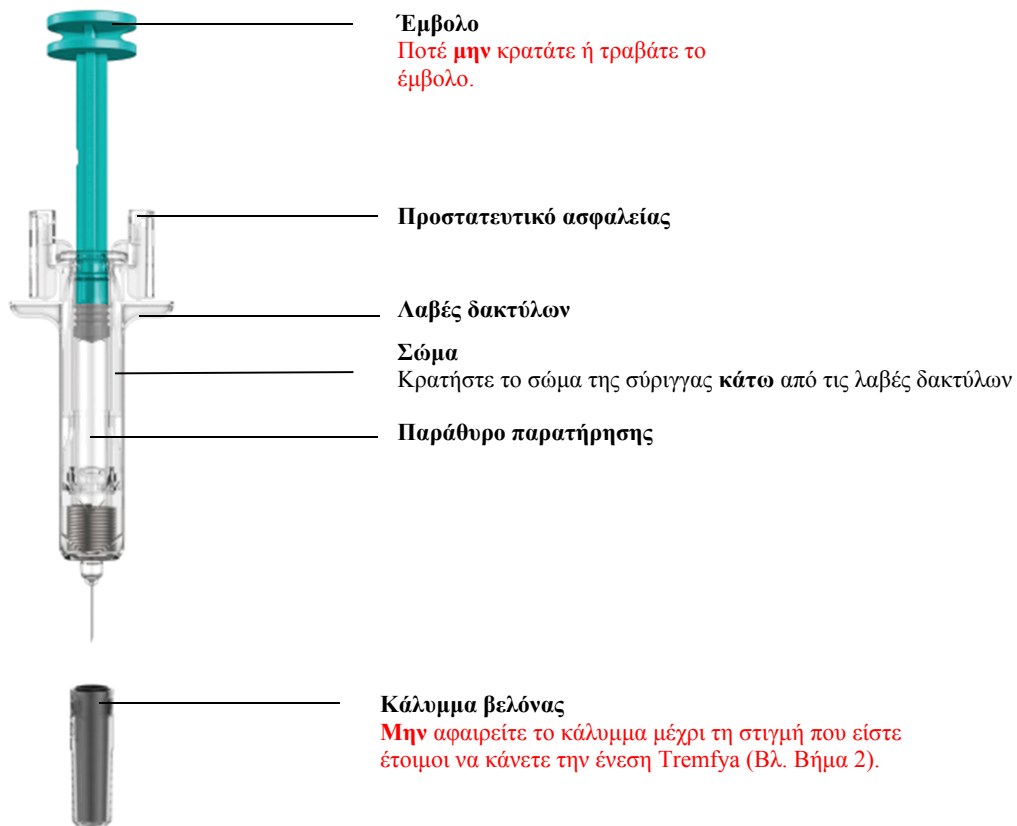 Έμβολο
Ποτέ μην κρατάτε ή τραβάτε το
έμβολο.
Προστατευτικό ασφαλείας
Λαβές δακτύλων
Σώμα
Κρατήστε το σώμα της σύριγγας κάτω από τις λαβές δακτύλων
Παράθυρο παρατήρησης
Κάλυμμα βελόνας
Μην αφαιρείτε το κάλυμμα μέχρι τη στιγμή που είστε
έτοιμοι να κάνετε την ένεση Tremfya (Βλ. Βήμα 2).